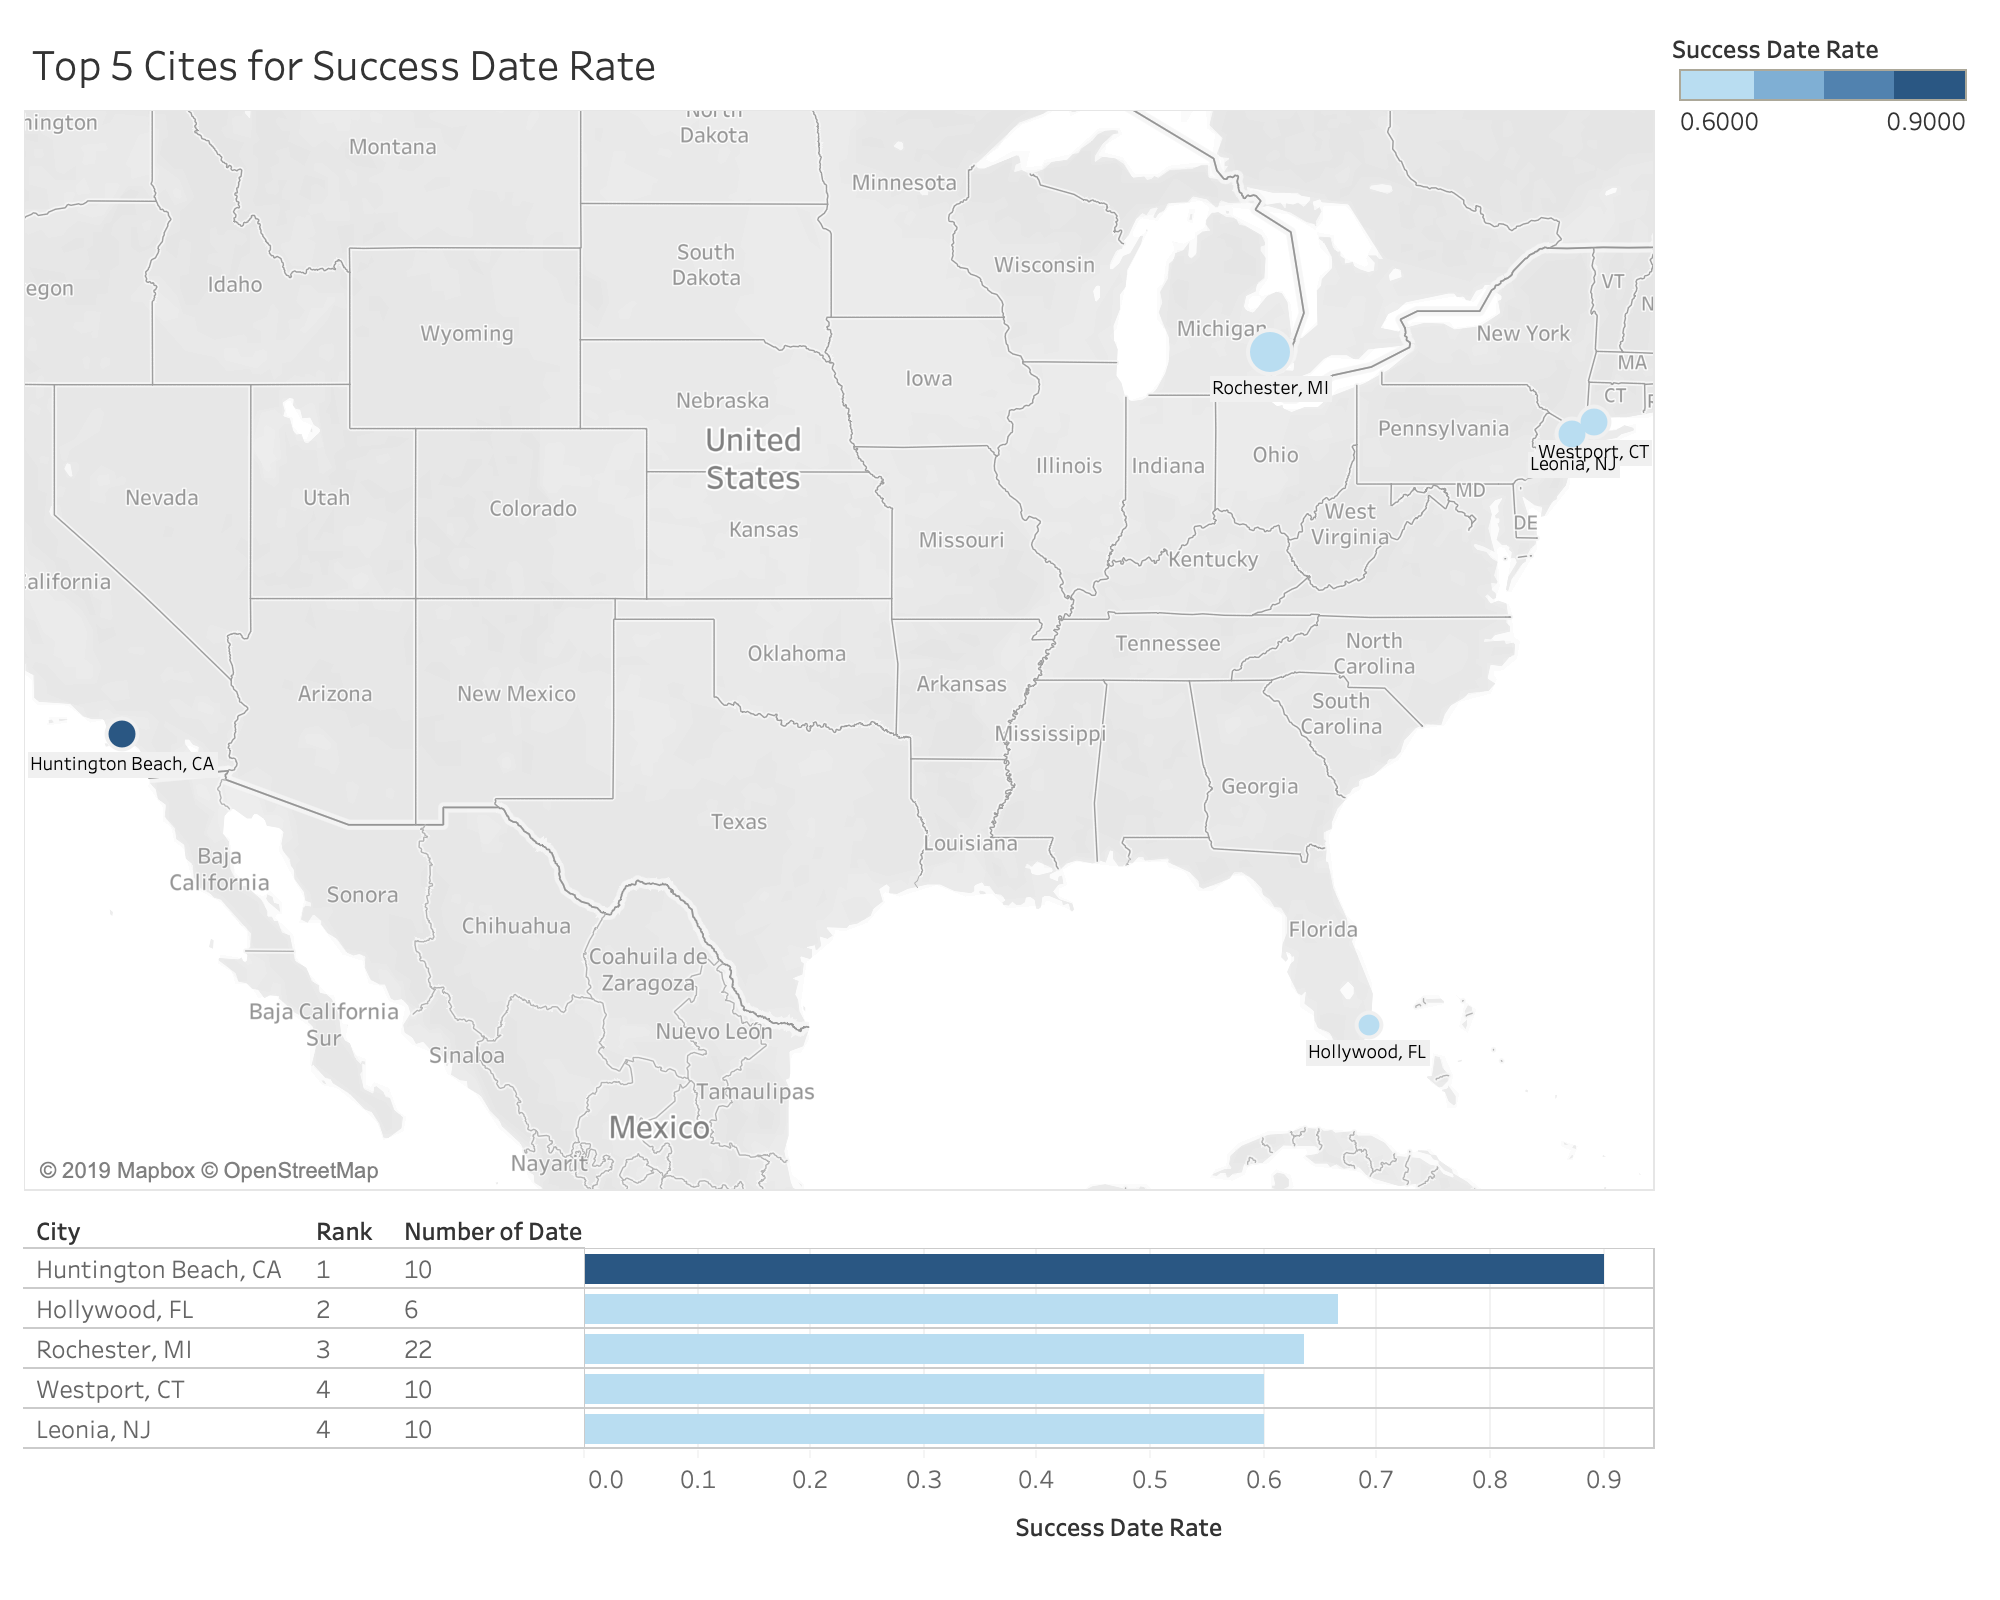 Top 5 Cites for Success Date Rate
Success Date Rate
0.6000 0.9000
hington
Montana
North
Dakota
Minnesota
egon
Idaho
Wyoming
South
Dakota
Wisconsin
Michigan
Rochester, MI
New York
VT
N
MA
CT
Nevada
Utah
Colorado
Nebraska
United
States
Kansas
Iowa
Missouri
Illinois
Indiana
Ohio
Pennsylvania
Westport, CT
Leonia, NJ
MD
DE
West
Virginia
Kentucky
California
Arizona
New Mexico
Oklahoma
Arkansas
Tennessee
North
Carolina
South
Carolina
Mississippi
Georgia
Huntington Beach, CA
Texas
Louisiana
Baja
California
Sonora
Chihuahua
Coahuila de
Zaragoza
Florida
Baja California
Sur
Sinaloa
Nuevo León
Hollywood, FL
Tamaulipas
Mexico
Nayarit
© 2019 Mapbox © OpenStreetMap
City Rank Number of Date
Huntington Beach, CA 1 10
Hollywood, FL 2 6
Rochester, MI 3 22
Westport, CT 4 10
Leonia, NJ 4 10
0.0 0.1 0.2 0.3 0.4 0.5 0.6 0.7 0.8 0.9
Success Date Rate